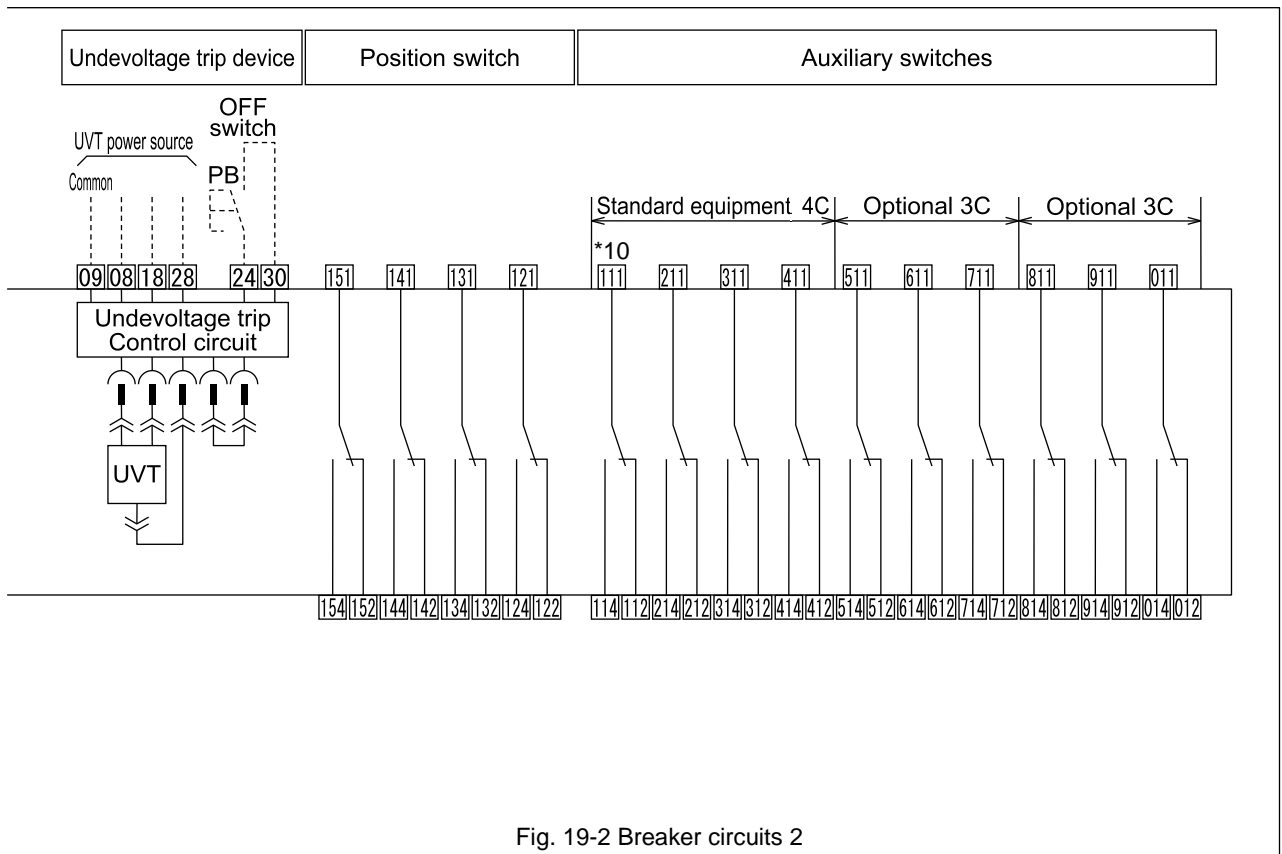 Undevoltage trip device
Position switch
Auxiliary switches
OFF
switch
UVT power source
PB
Common
Standard equipment 4C
Optional 3C
Optional 3C
*10
09 08 18 28 24 30 151 141 131 121 111 211 311 411 511 611 711 811 911 011
Undevoltage trip
Control circuit
UVT
154 152 144 142 134 132 124 122 114 112 214 212 314 312 414 412 514 512 614 612 714 712 814 812 914 912 014 012
Fig. 19-2 Breaker circuits 2